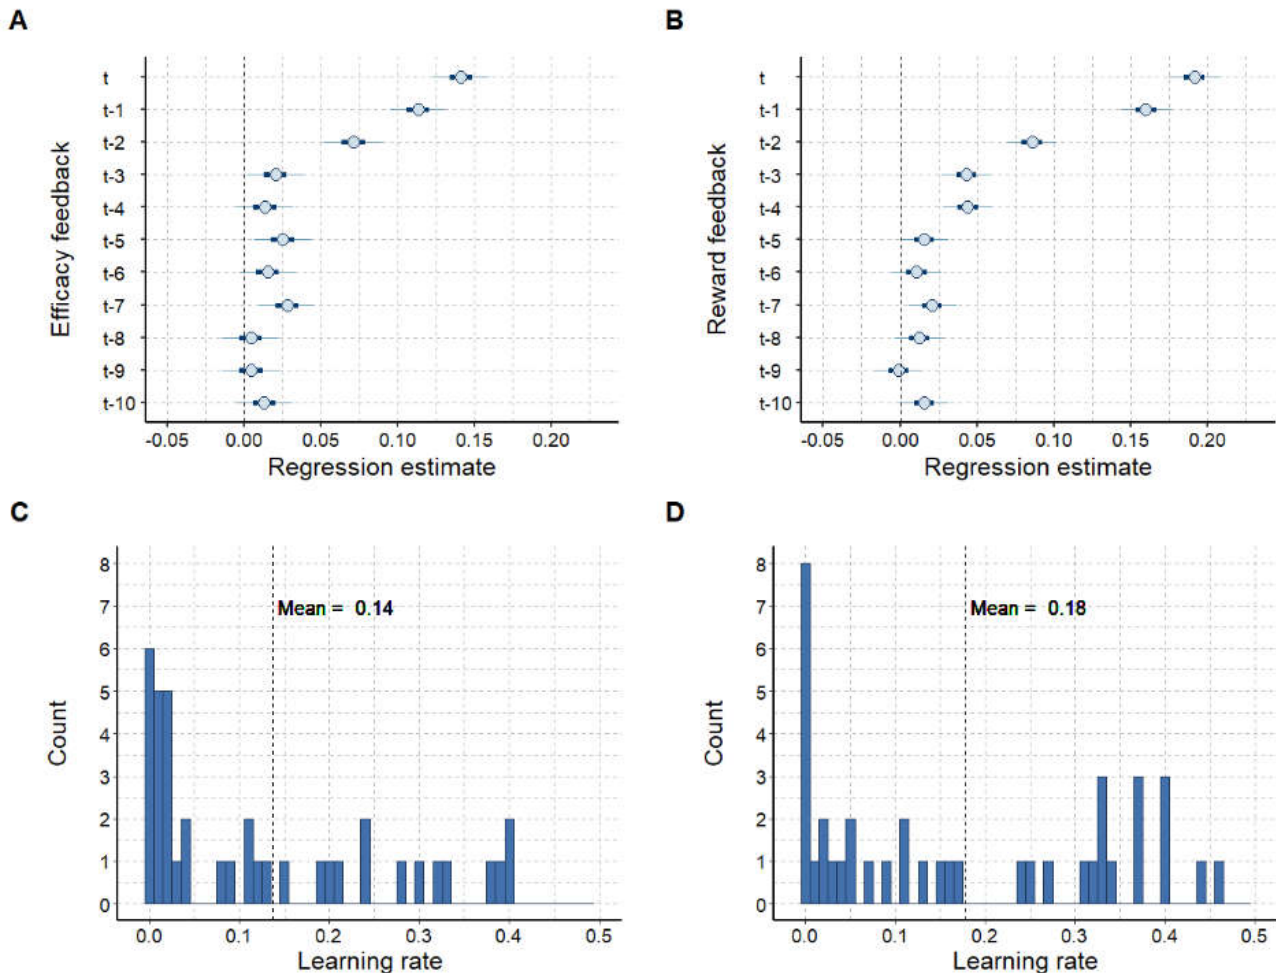 A
B
Efficacy feedback
t
t-1
t-2
t-3
t-4
t-5
t-6
t-7
t-8
t-9
t-10
-0.05 0.00 0.05 0.10 0.15 0.20
Regression estimate
Reward feedback
t
t-1
t-2
t-3
t-4
t-5
t-6
t-7
t-8
t-9
t-10
-0.05 0.00 0.05 0.10 0.15 0.20
Regression estimate
C
D
Count
8
7
6
5
4
3
2
1
0
Mean = 0.14
0.0 0.1 0.2 0.3 0.4 0.5
Learning rate
Count
8
7
6
5
4
3
2
1
0
Mean = 0.18
0.0 0.1 0.2 0.3 0.4 0.5
Learning rate